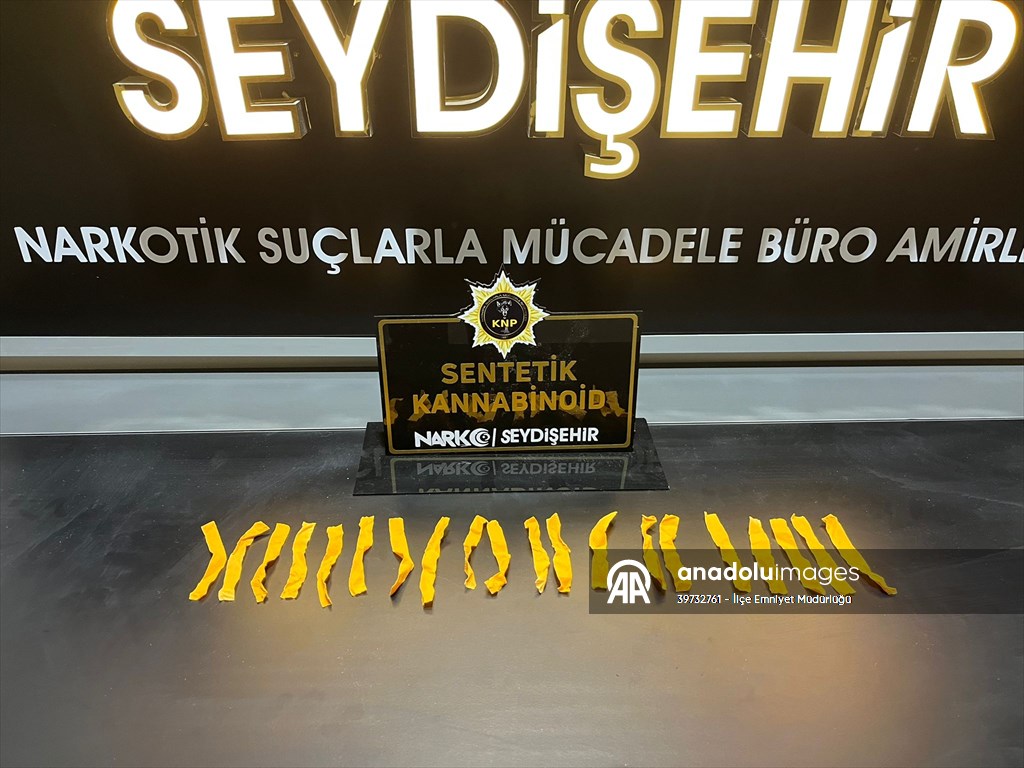 SEYDİŞEHİR
NARKOTİK SUÇLARLA MÜCADELE BÜRO AMİRL
KNP
SENTETİK
KANNABİNOİD
NARKO | SEYDİŞEHİR
AA anadoluimages
39732761 - İlçe Emniyet Müdürlüğü